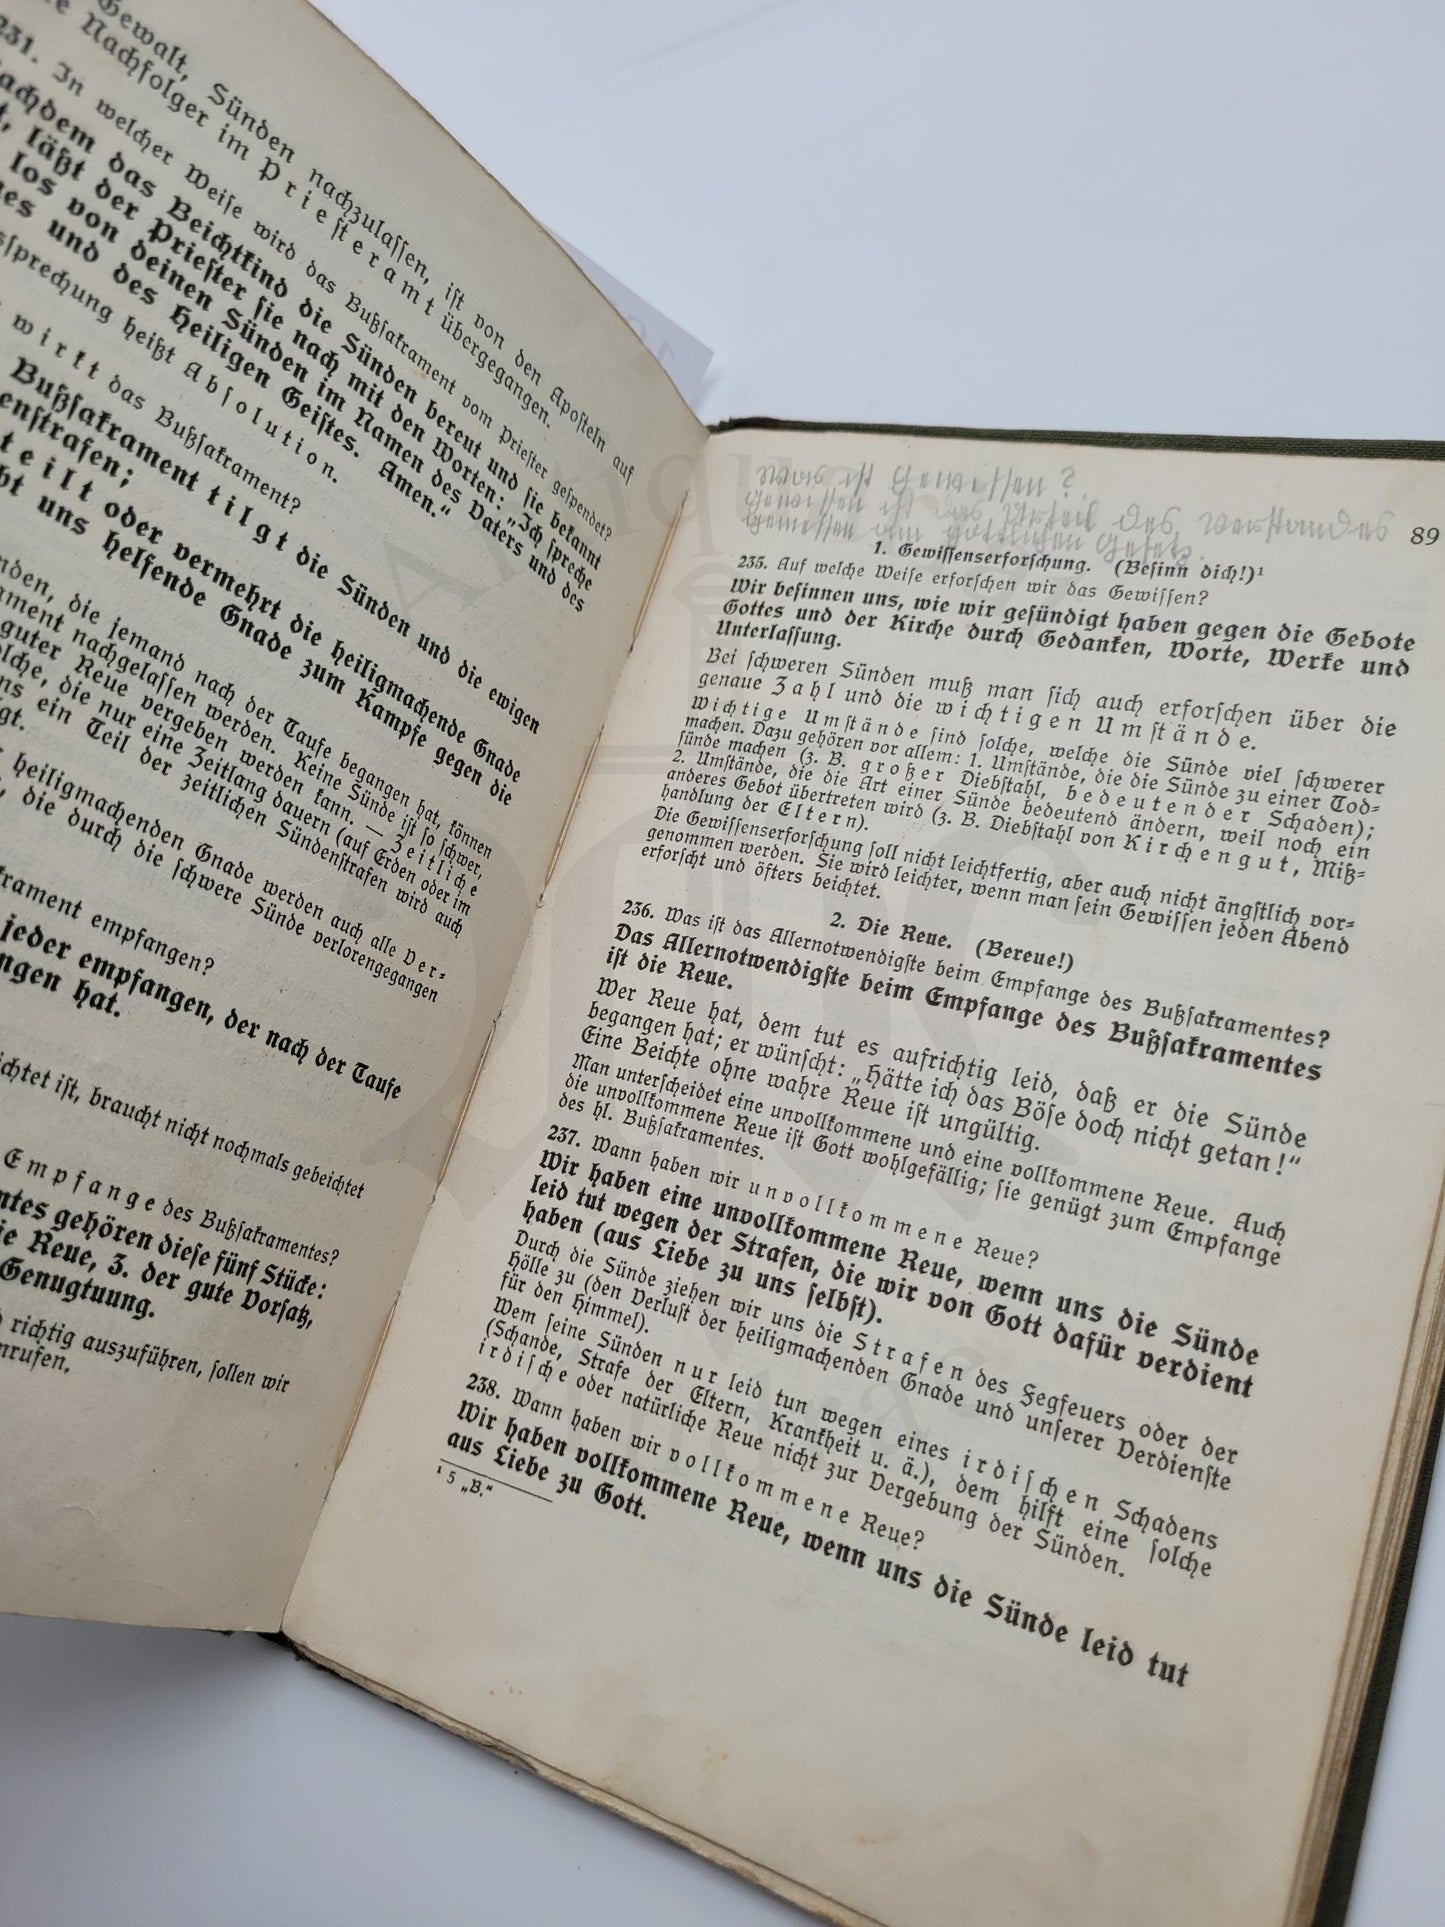 Gewalt, Sünden nachzulassen, ist von den Aposteln auf
Nachfolger im Priesteramt übergegangen.
231. In welcher Weise wird das Bußsakrament vom Priester gespendet?
Nachdem das Beichtkind die Sünden bereut und sie bekannt
läßt der Priester sie nach mit den Worten: „Ich spreche
los von deinen Sünden im Namen des Vaters und des
und des Heiligen Geistes. Amen.“
heißt Absolution.
wirkt das Bußsakrament?
Bußsakrament tilgt die Sünden und die ewigen
oder vermehrt die heiligmachende Gnade
uns helfende Gnade zum Kampfe gegen die
die jemand nach der Taufe begangen hat, können
nachgelassen werden. Keine Sünde ist so schwer,
guter Reue vergeben werden kann. — Zeitliche
die nur eine Zeitlang dauern (auf Erden oder im
ein Teil der zeitlichen Sündenstrafen wird auch
heiligmachenden Gnade werden auch alle Ver-
die durch die schwere Sünde verlorengegangen
empfangen?
jeder empfangen, der nach der Taufe
hat.
ist, braucht nicht nochmals gebeichtet
Empfange des Bußsakramentes?
gehören diese fünf Stücke:
Reue, 3. der gute Vorsatz,
Genugtuung.
richtig auszuführen, sollen wir
Was ist Gewissen?
Gewissen ist das Urteil des Verstandes
gemessen am göttlichen Gesetz.
89
1. Gewissenserforschung. (Besinn dich!)¹
235. Auf welche Weise erforschen wir das Gewissen?
Wir besinnen uns, wie wir gesündigt haben gegen die Gebote
Gottes und der Kirche durch Gedanken, Worte, Werke und
Unterlassung.
Bei schweren Sünden muß man sich auch erforschen über die
genaue Zahl und die wichtigen Umstände.
Wichtige Umstände sind solche, welche die Sünde viel schwerer
machen. Dazu gehören vor allem: 1. Umstände, die die Sünde zu einer Tod-
sünde machen (z. B. großer Diebstahl, bedeutender Schaden);
2. Umstände, die die Art einer Sünde bedeutend ändern, weil noch ein
anderes Gebot übertreten wird (z. B. Diebstahl von Kirchengut, Miß-
handlung der Eltern).
Die Gewissenserforschung soll nicht leichtfertig, aber auch nicht ängstlich vor-
genommen werden. Sie wird leichter, wenn man sein Gewissen jeden Abend
erforscht und öfters beichtet.
2. Die Reue. (Bereue!)
236. Was ist das Allernotwendigste beim Empfange des Bußsakramentes?
Das Allernotwendigste beim Empfange des Bußsakramentes
ist die Reue.
Wer Reue hat, dem tut es aufrichtig leid, daß er die Sünde
begangen hat; er wünscht: „Hätte ich das Böse doch nicht getan!“
Eine Beichte ohne wahre Reue ist ungültig.
Man unterscheidet eine unvollkommene und eine vollkommene Reue. Auch
die unvollkommene Reue ist Gott wohlgefällig; sie genügt zum Empfange
des hl. Bußsakramentes.
237. Wann haben wir unvollkommene Reue?
Wir haben eine unvollkommene Reue, wenn uns die Sünde
leid tut wegen der Strafen, die wir von Gott dafür verdient
haben (aus Liebe zu uns selbst).
Durch die Sünde ziehen wir uns die Strafen des Fegfeuers oder der
Hölle zu (den Verlust der heiligmachenden Gnade und unserer Verdienste
für den Himmel).
Wem seine Sünden nur leid tun wegen eines irdischen Schadens
(Schande, Strafe der Eltern, Krankheit u. ä.), dem hilft eine solche
irdische oder natürliche Reue nicht zur Vergebung der Sünden.
238. Wann haben wir vollkommene Reue?
Wir haben vollkommene Reue, wenn uns die Sünde leid tut
aus Liebe zu Gott.
¹ 5 „B.“